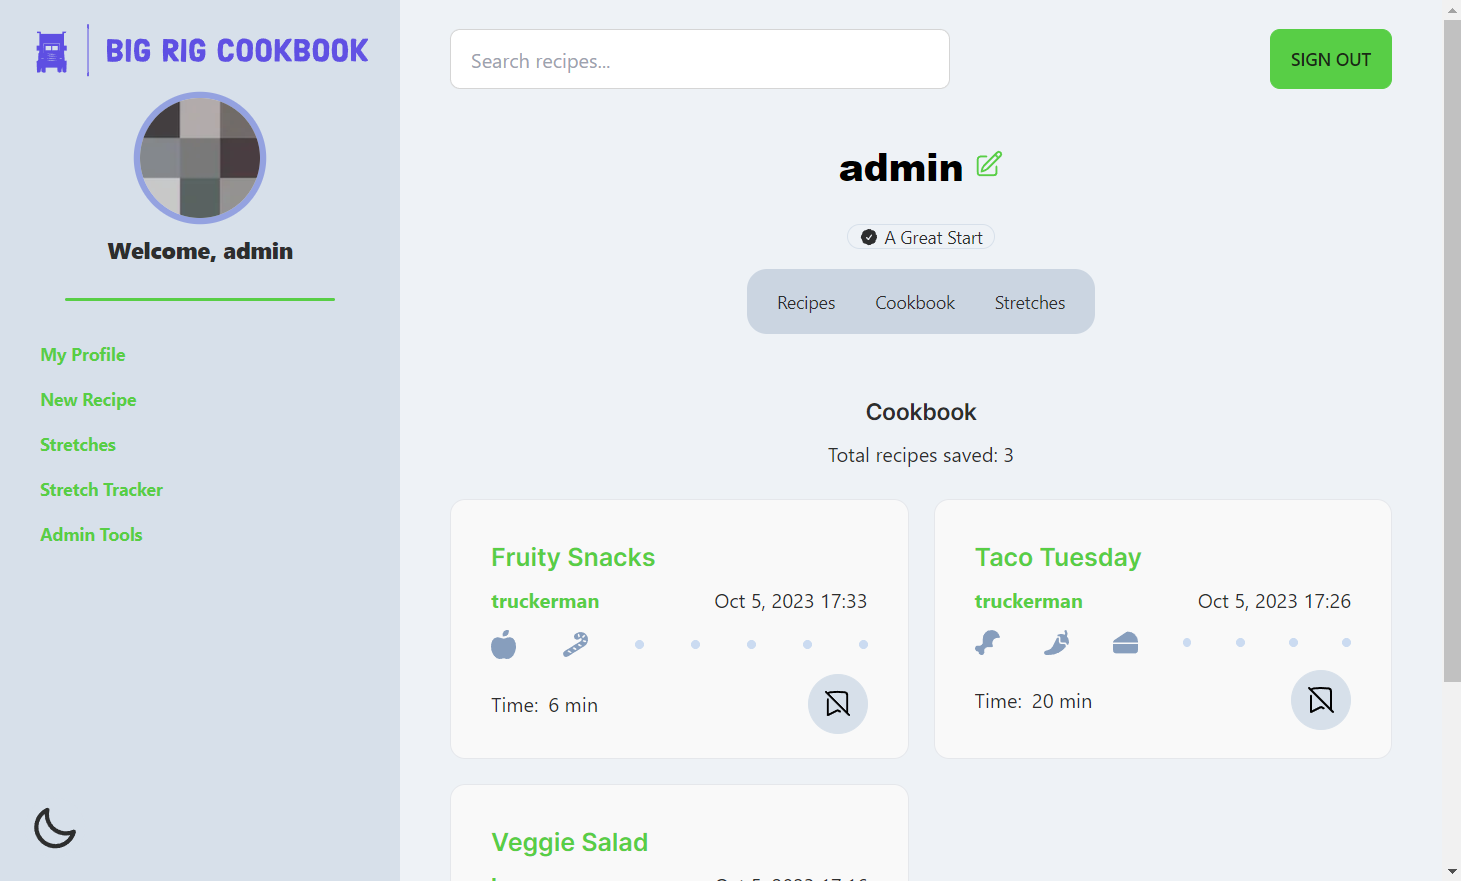 BIG RIG COOKBOOK
Welcome, admin
My Profile
New Recipe
Stretches
Stretch Tracker
Admin Tools
Search recipes...
SIGN OUT
admin
A Great Start
Recipes Cookbook Stretches
Cookbook
Total recipes saved: 3
Fruity Snacks
truckerman Oct 5, 2023 17:33
Time: 6 min
Taco Tuesday
truckerman Oct 5, 2023 17:26
Time: 20 min
Veggie Salad